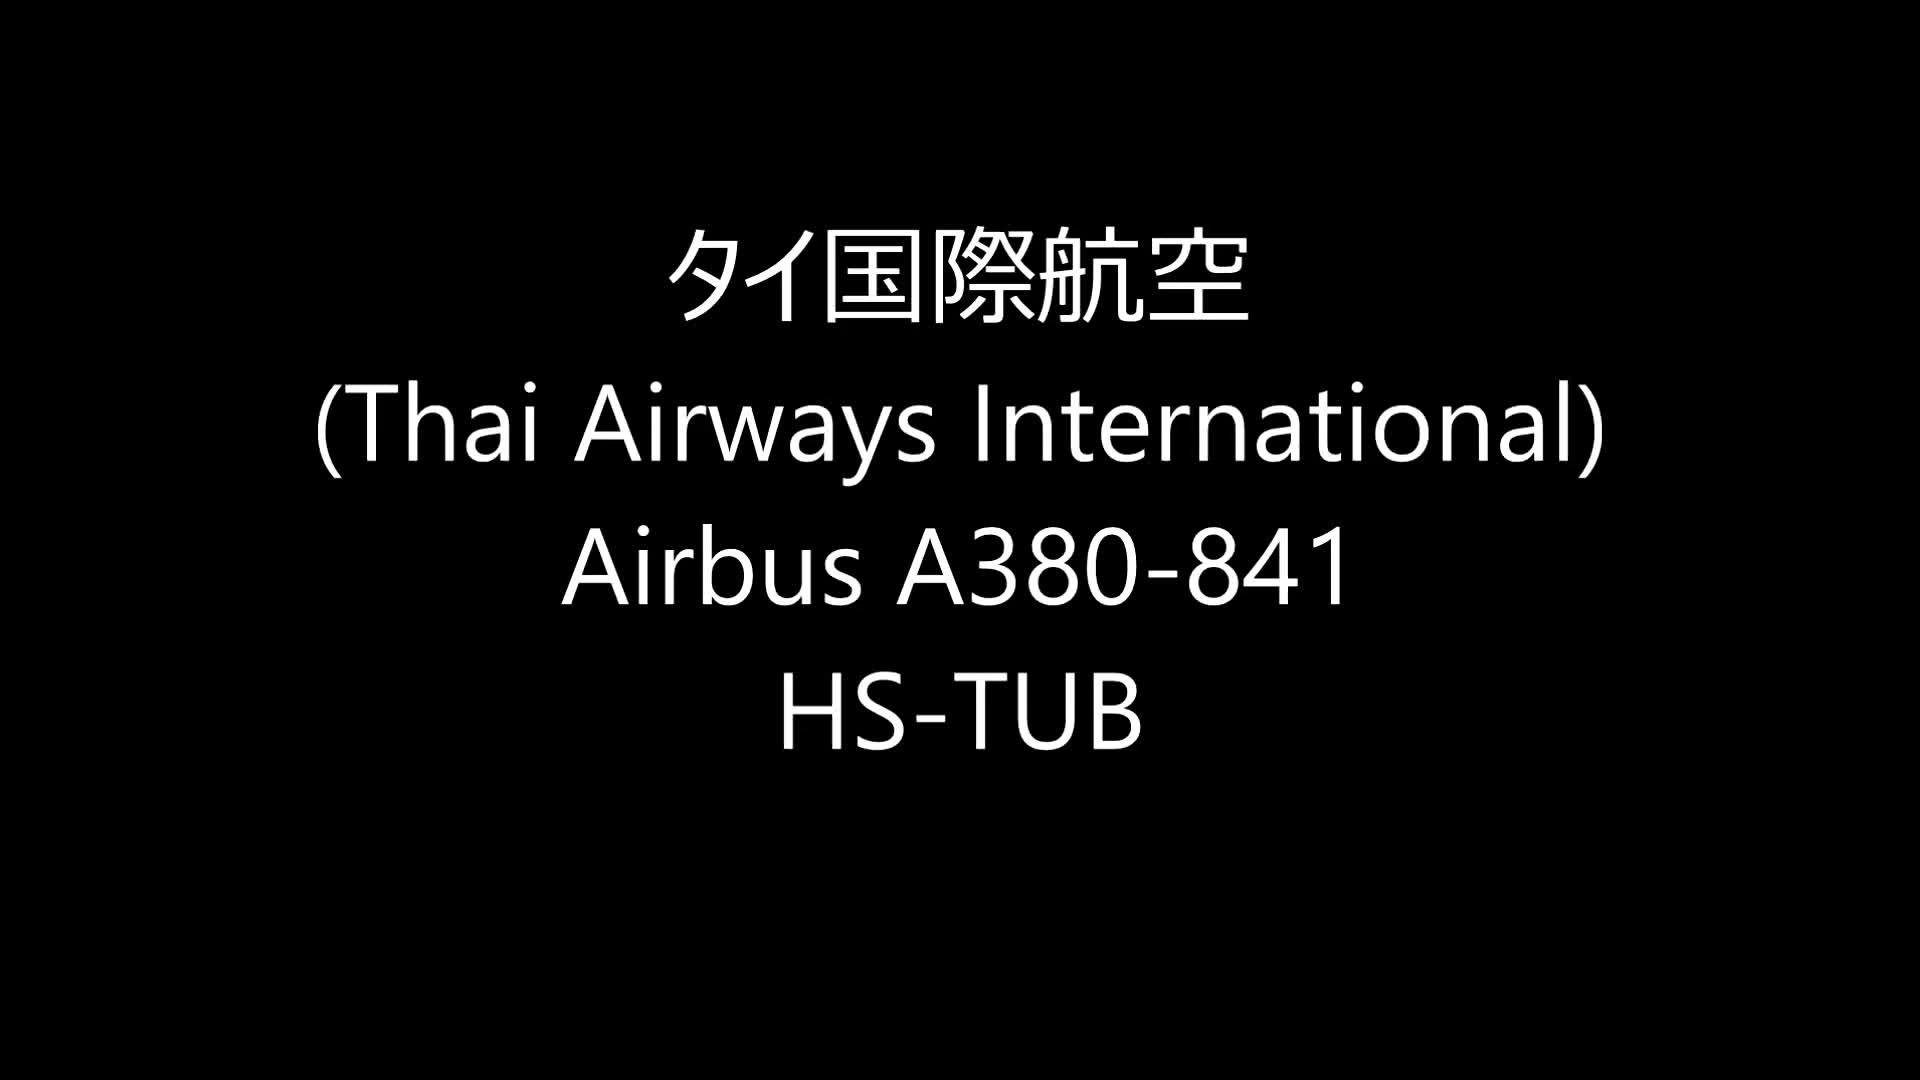 タイ国際航空
(Thai Airways International)
Airbus A380-841
HS-TUB